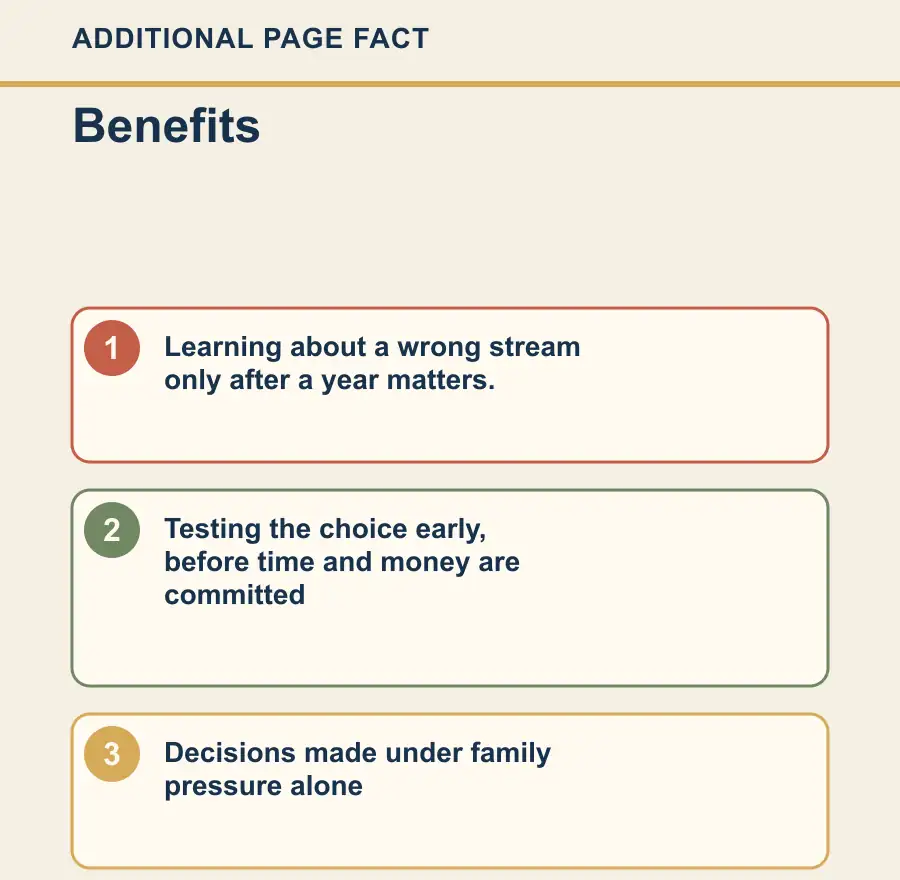 ADDITIONAL PAGE FACT
Benefits
1
Learning about a wrong stream
only after a year matters.
2
Testing the choice early,
before time and money are
committed
3
Decisions made under family
pressure alone